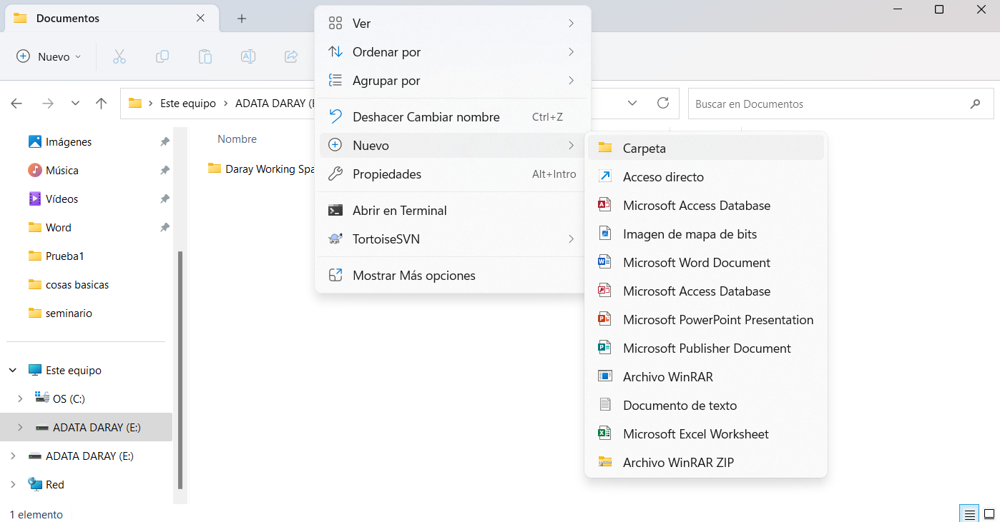 Documentos
Nuevo
Este equipo
ADATA DARAY (E
Buscar en Documentos
Imágenes
Música
Vídeos
Word
Prueba1
cosas basicas
seminario
Este equipo
OS (C:)
ADATA DARAY (E:)
ADATA DARAY (E:)
Red
1 elemento
Nombre
Daray Working Spa
Ver
Ordenar por
Agrupar por
Deshacer Cambiar nombre Ctrl+Z
Nuevo
Propiedades Alt+Intro
Abrir en Terminal
TortoiseSVN
Mostrar Más opciones
Carpeta
Acceso directo
Microsoft Access Database
Imagen de mapa de bits
Microsoft Word Document
Microsoft Access Database
Microsoft PowerPoint Presentation
Microsoft Publisher Document
Archivo WinRAR
Documento de texto
Microsoft Excel Worksheet
Archivo WinRAR ZIP